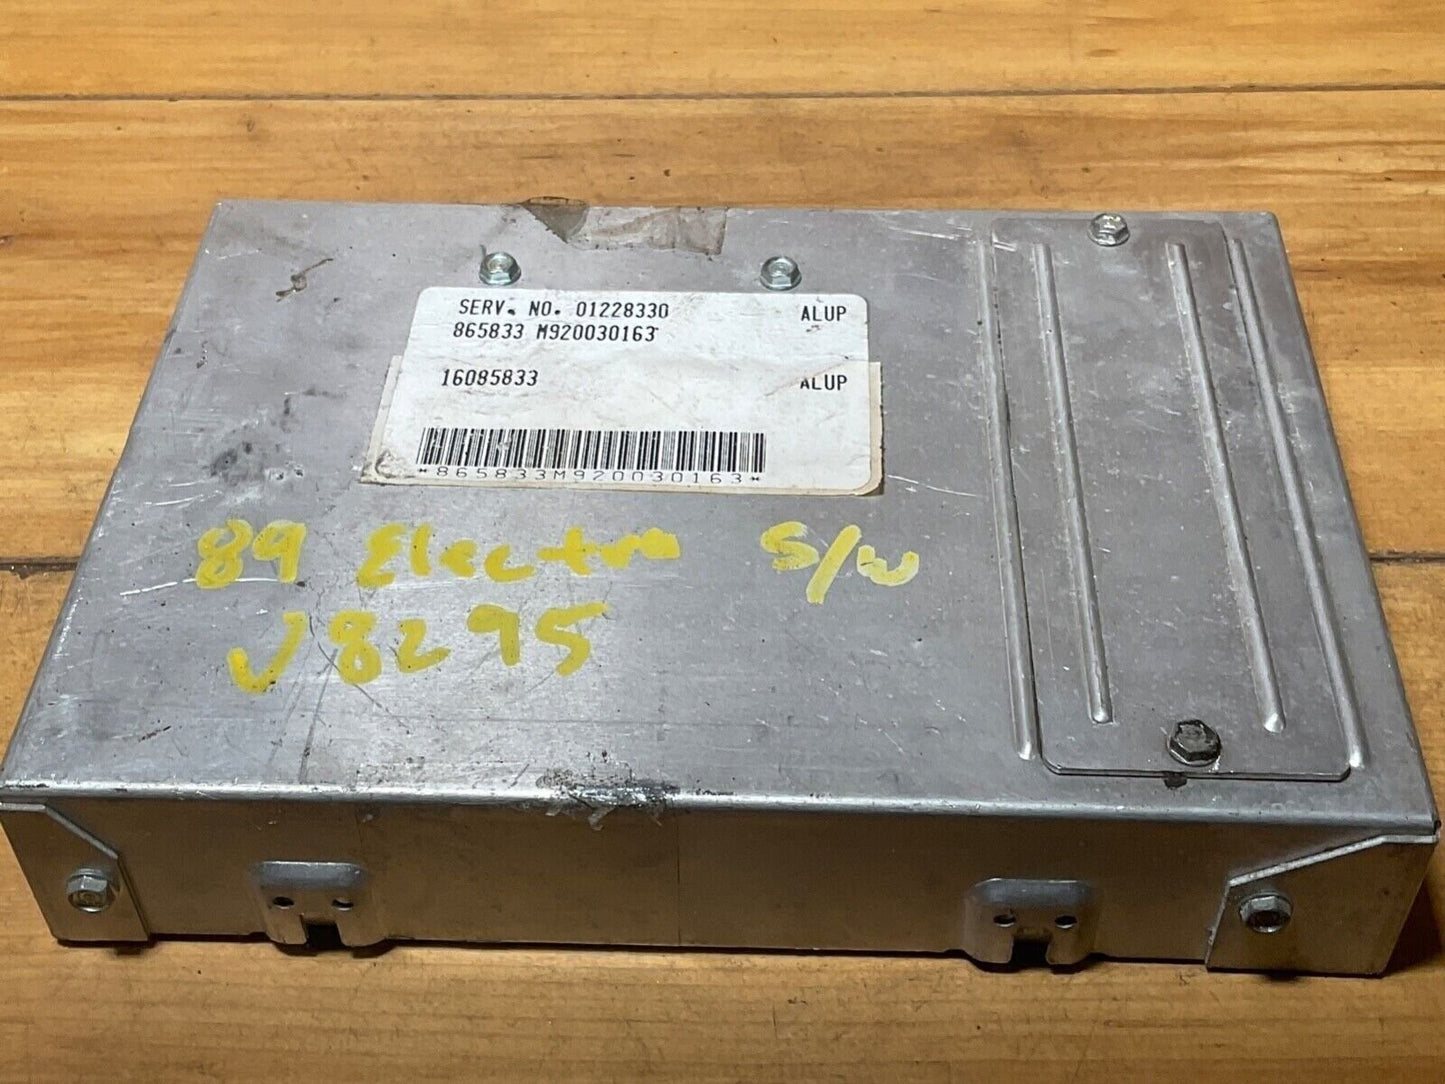 SERV. NO. 01228330 ALUP
865833 M920030163
16085833 ALUP
*865833M920030163*
89 Electra S/W
J8295